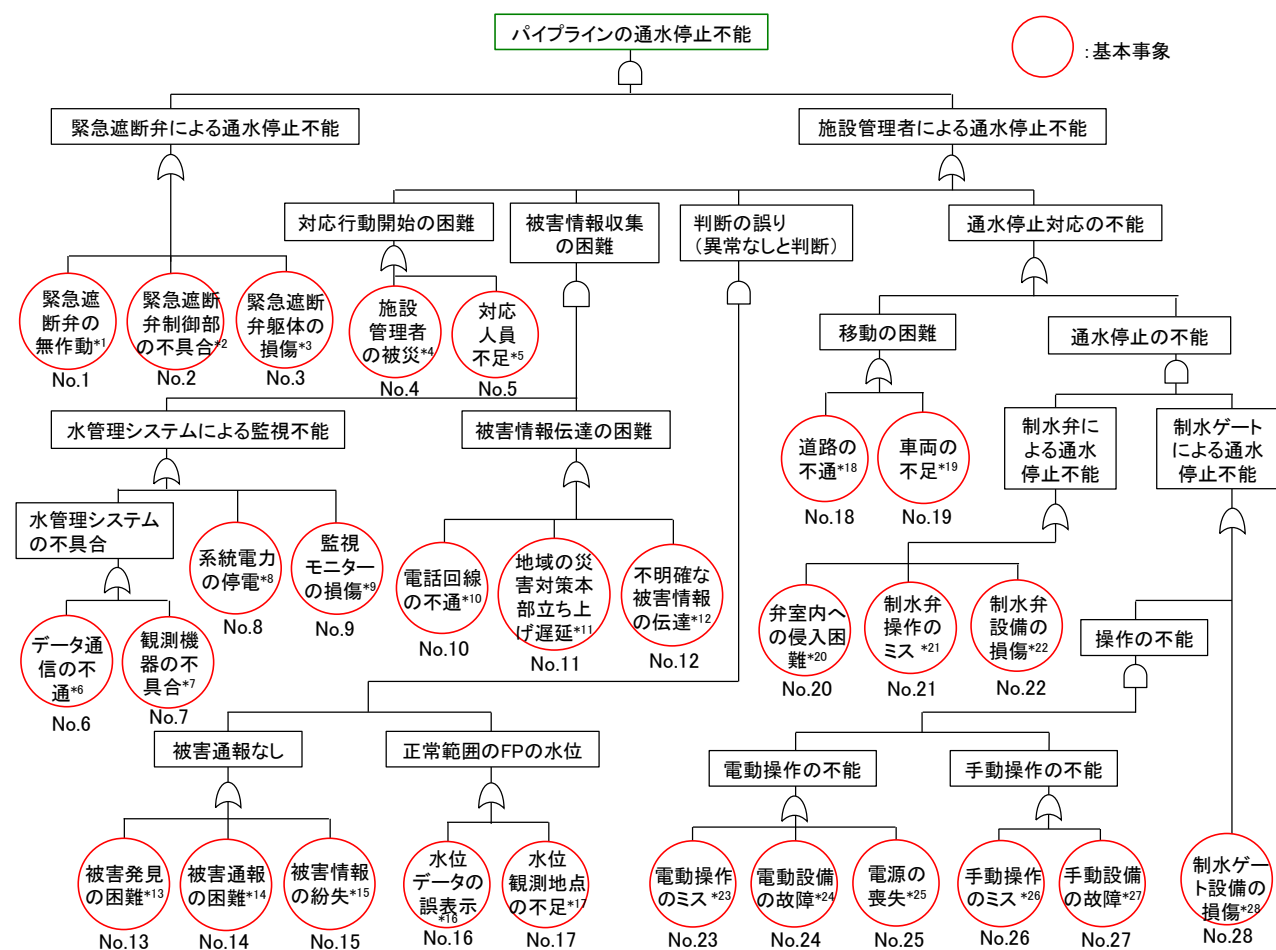 パイプラインの通水停止不能
:基本事象
緊急遮断弁による通水停止不能
施設管理者による通水停止不能
対応行動開始の困難
被害情報収集
の困難
判断の誤り
(異常なしと判断)
通水停止対応の不能
緊急遮
断弁の
無作動*1
No.1
緊急遮断
弁制御部
の不具合*2
No.2
緊急遮断
弁躯体の
損傷*3
No.3
施設
管理者
の被災*4
No.4
対応
人員
不足*5
No.5
移動の困難
通水停止の不能
水管理システムによる監視不能
被害情報伝達の困難
道路の
不通*18
No.18
車両の
不足*19
No.19
制水弁に
よる通水
停止不能
制水ゲート
による通水
停止不能
水管理システム
の不具合
系統電力
の停電*8
No.8
監視
モニター
の損傷*9
No.9
電話回線
の不通*10
No.10
地域の災
害対策本
部立ち上
げ遅延*11
No.11
不明確な
被害情報
の伝達*12
No.12
データ通
信の不
通*6
No.6
観測機
器の不
具合*7
No.7
弁室内へ
の侵入困
難*20
No.20
制水弁
操作の
ミス*21
No.21
制水弁
設備の
損傷*22
No.22
操作の不能
被害通報なし
正常範囲のFPの水位
電動操作の不能
手動操作の不能
被害発見
の困難*13
No.13
被害通報
の困難*14
No.14
被害情報
の紛失*15
No.15
水位
データの
誤表示
*16
No.16
水位
観測地点
の不足*17
No.17
電動操作
のミス*23
No.23
電動設備
の故障*24
No.24
電源の
喪失*25
No.25
手動操作
のミス*26
No.26
手動設備
の故障*27
No.27
制水ゲー
ト設備の
損傷*28
No.28